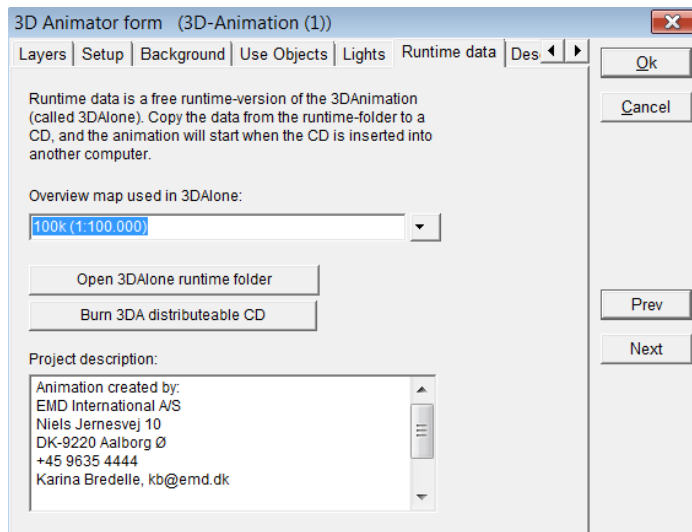 3D Animator form (3D-Animation (1))
Layers Setup Background Use Objects Lights Runtime data Des
Ok
Cancel
Runtime data is a free runtime-version of the 3DAnimation
(called 3DAlone). Copy the data from the runtime-folder to a
CD, and the animation will start when the CD is inserted into
another computer.
Overview map used in 3DAlone:
100k (1:100.000)
Open 3DAlone runtime folder
Burn 3DA distributeable CD
Prev
Next
Project description:
Animation created by:
EMD International A/S
Niels Jernesvej 10
DK-9220 Aalborg Ø
+45 9635 4444
Karina Bredelle, kb@emd.dk